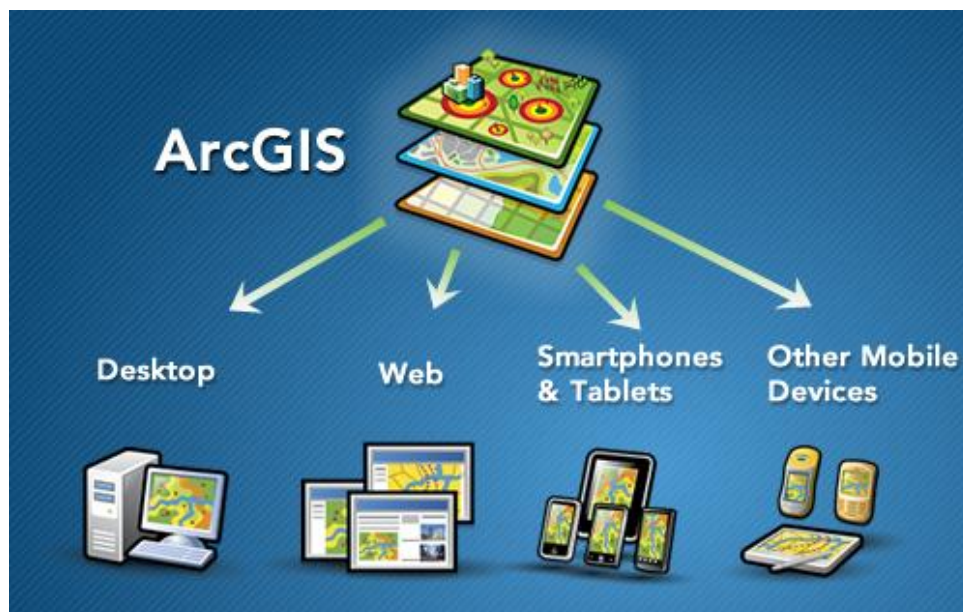 ArcGIS
Desktop
Web
Smartphones
& Tablets
Other Mobile
Devices